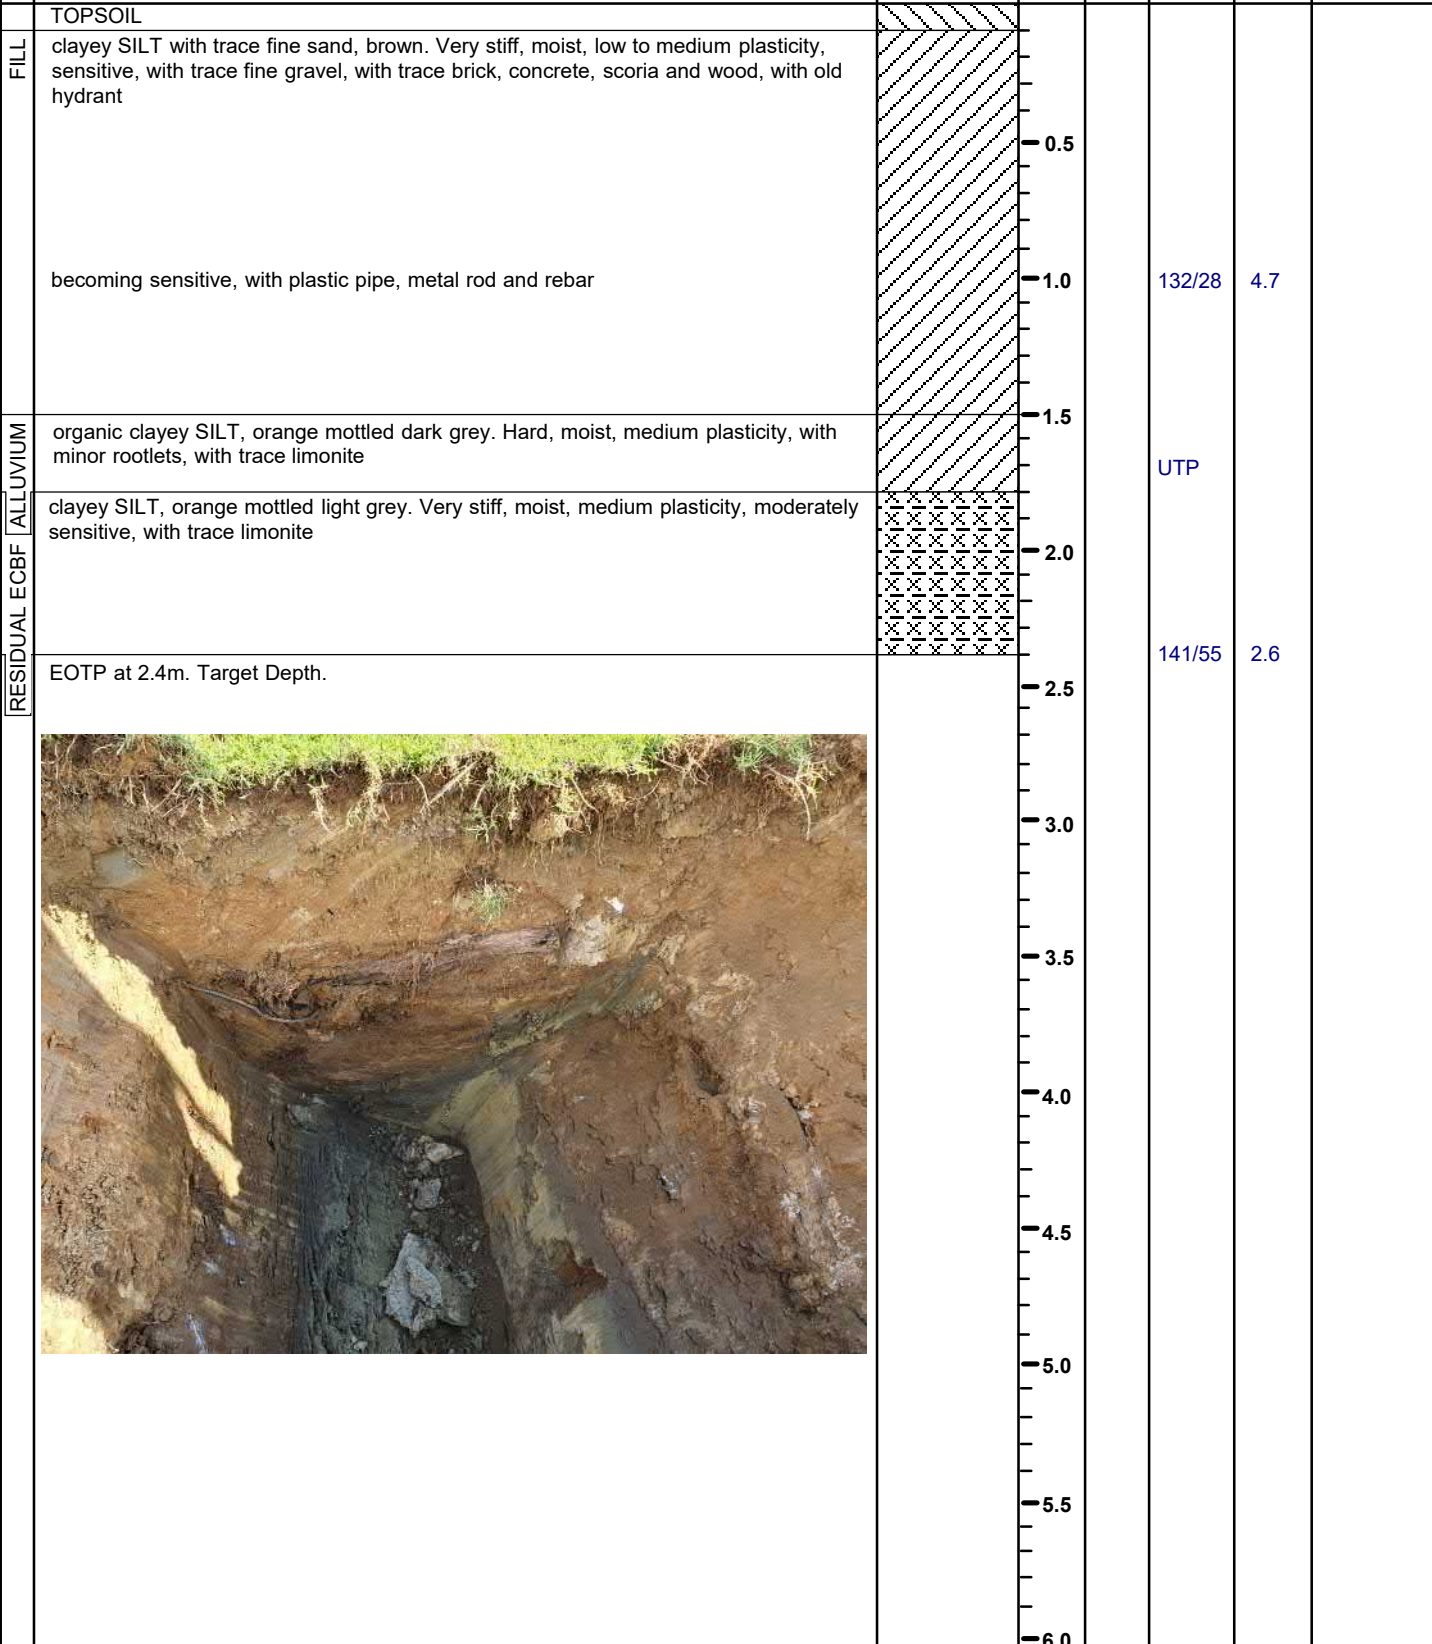 TOPSOIL
FILL
clayey SILT with trace fine sand, brown. Very stiff, moist, low to medium plasticity,
sensitive, with trace fine gravel, with trace brick, concrete, scoria and wood, with old
hydrant
0.5
becoming sensitive, with plastic pipe, metal rod and rebar
1.0
132/28
4.7
1.5
ALLUVIUM
organic clayey SILT, orange mottled dark grey. Hard, moist, medium plasticity, with
minor rootlets, with trace limonite
UTP
RESIDUAL ECBF
clayey SILT, orange mottled light grey. Very stiff, moist, medium plasticity, moderately
sensitive, with trace limonite
2.0
141/55
2.6
EOTP at 2.4m. Target Depth.
2.5
3.0
3.5
4.0
4.5
5.0
5.5
6.0